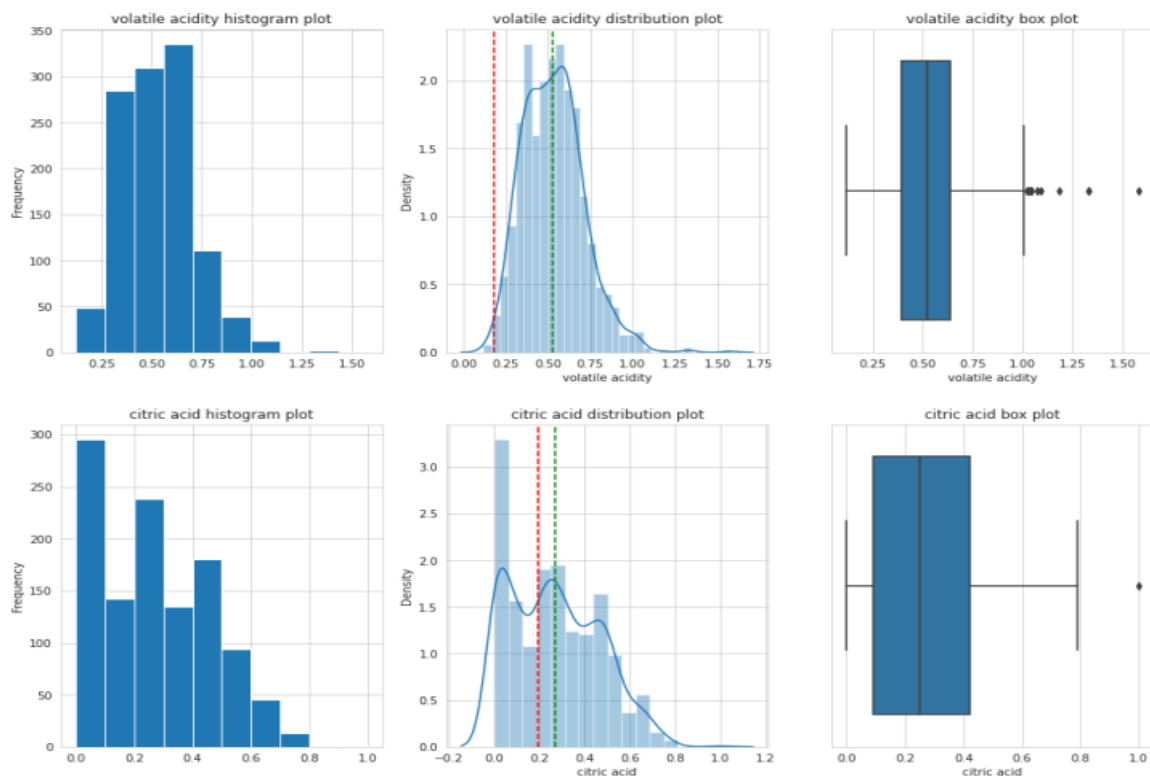 volatile acidity histogram plot
350
300
250
200
150
100
50
0
Frequency
0.25 0.50 0.75 1.00 1.25 1.50
volatile acidity distribution plot
2.0
1.5
1.0
0.5
0.0
Density
0.00 0.25 0.50 0.75 1.00 1.25 1.50 1.75
volatile acidity
volatile acidity box plot
0.25 0.50 0.75 1.00 1.25 1.50
volatile acidity
citric acid histogram plot
300
250
200
150
100
50
0
Frequency
0.0 0.2 0.4 0.6 0.8 1.0
citric acid distribution plot
3.0
2.5
2.0
1.5
1.0
0.5
0.0
Density
−0.2 0.0 0.2 0.4 0.6 0.8 1.0 1.2
citric acid
citric acid box plot
0.0 0.2 0.4 0.6 0.8 1.0
citric acid